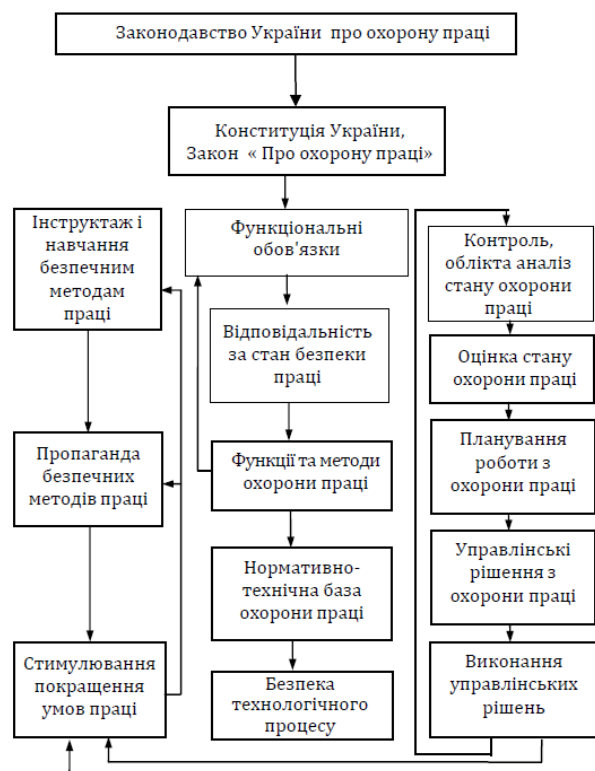 Законодавство України про охорону праці
Конституція України,
Закон « Про охорону праці»
Інструктаж і
навчання
безпечним
методам
праці
Пропаганда
безпечних
методів праці
Стимулювання
покращення
умов праці
Функціональні
обов'язки
Відповідальність
за стан безпеки
праці
Функції та методи
охорони праці
Нормативно-
технічна база
охорони праці
Безпека
технологічного
процесу
Контроль,
облікта аналіз
стану охорони
праці
Оцінка стану
охорони праці
Планування
роботи з
охорони праці
Управлінські
рішення з
охорони праці
Виконання
управлінських
рішень